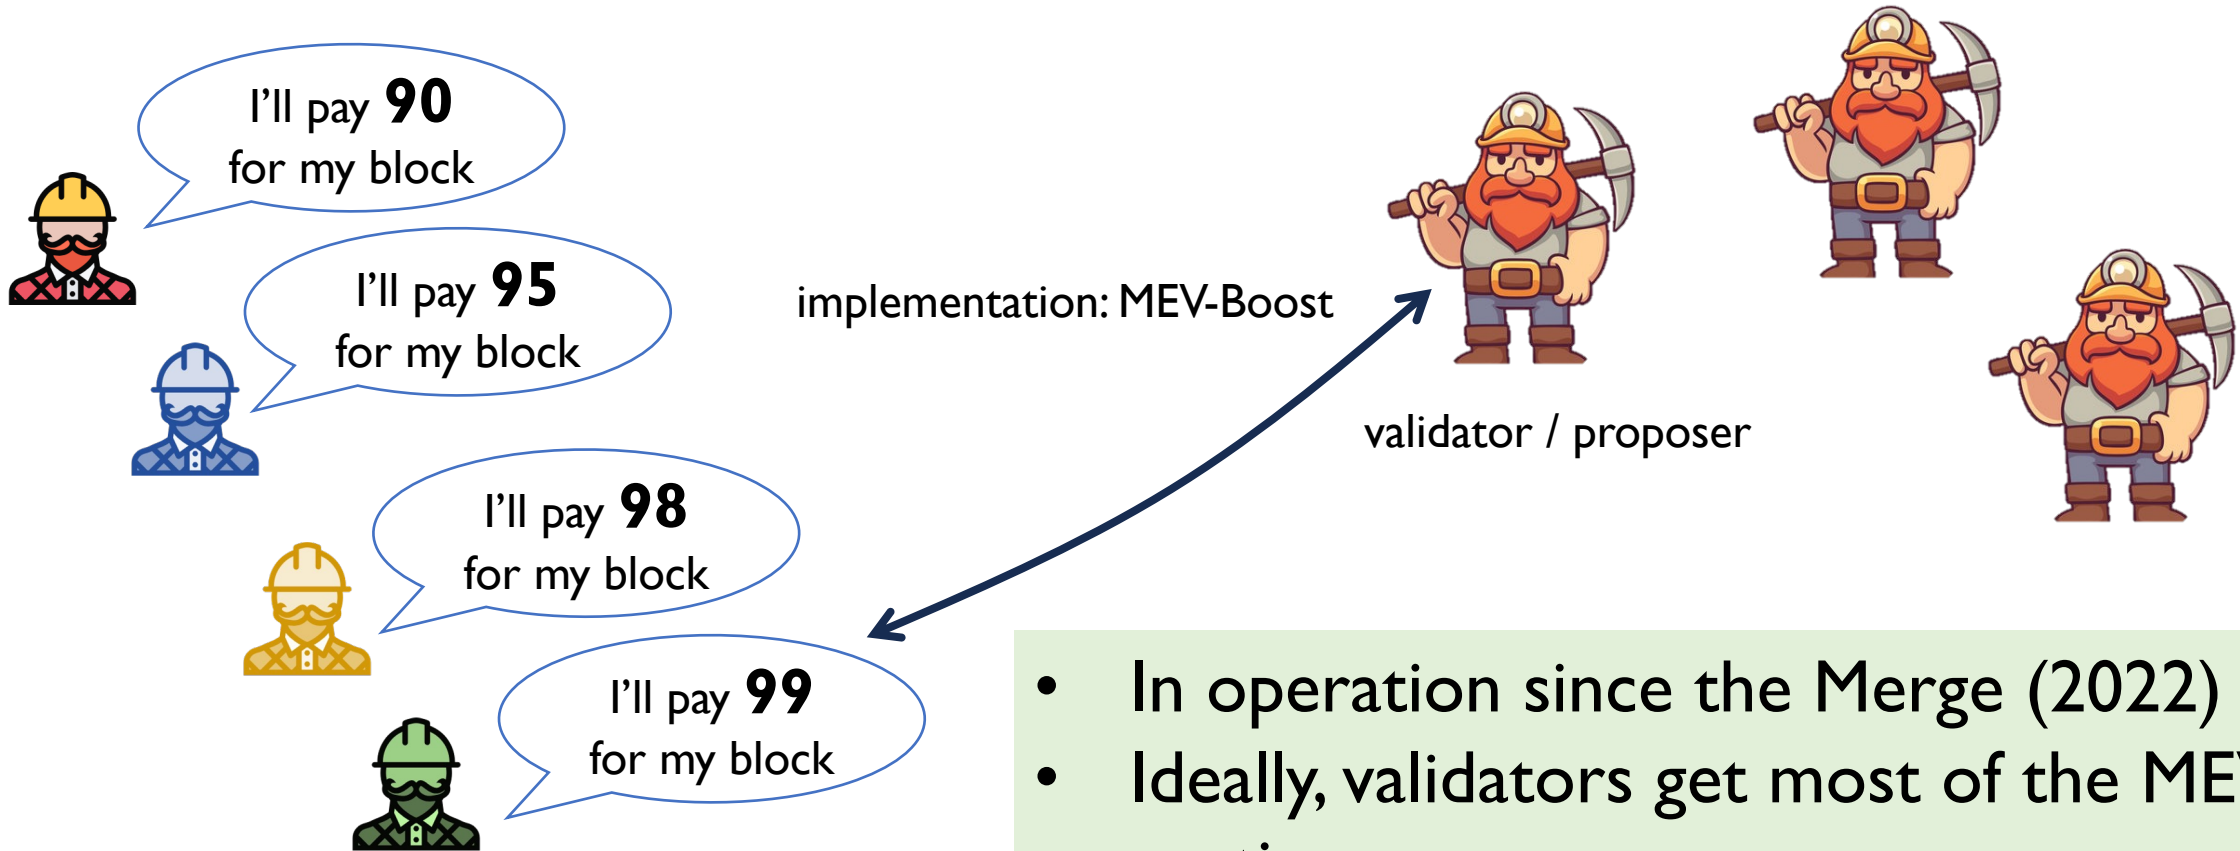 I'll pay 90
for my block
I'll pay 95
for my block
I'll pay 98
for my block
I'll pay 99
for my block
implementation: MEV-Boost
validator / proposer
• In operation since the Merge (2022)
• Ideally, validators get most of the